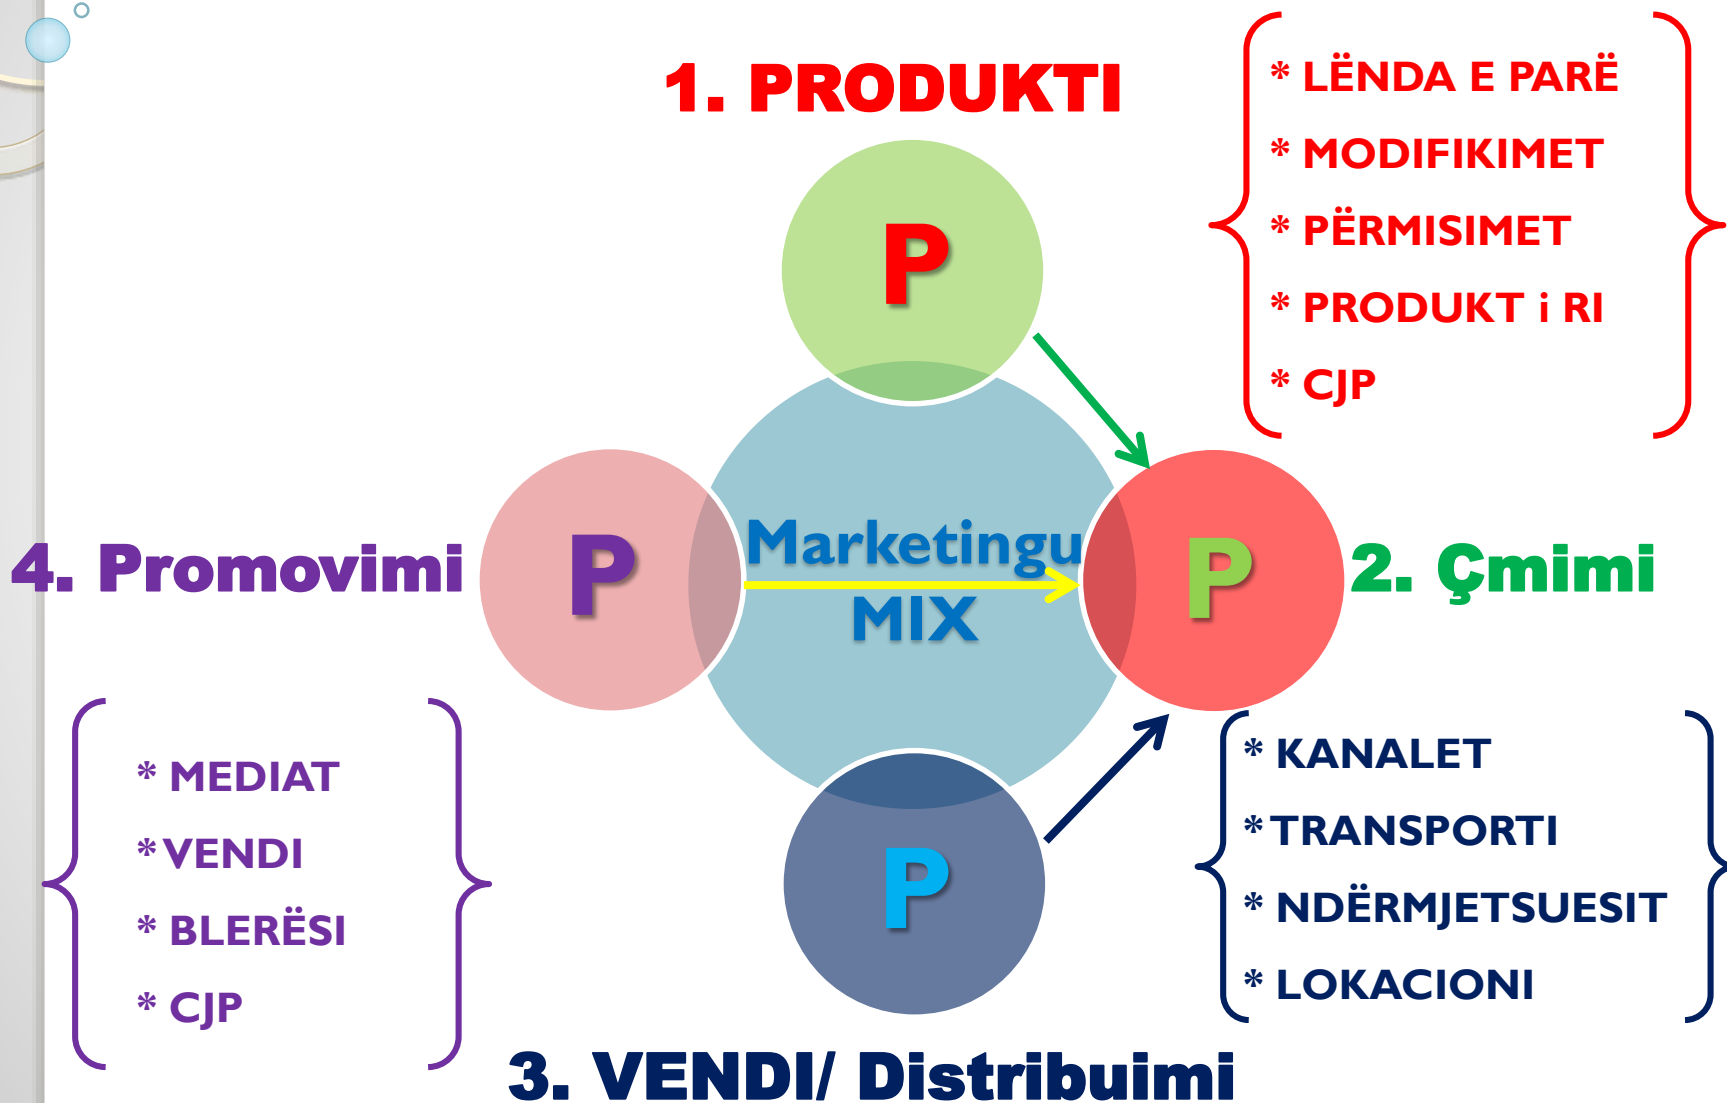 1. PRODUKTI
* LËNDA E PARË
* MODIFIKIMET
* PËRMISIMET
* PRODUKT i RI
* CJP
P
4. Promovimi
P
Marketingu
MIX
P
2. Çmimi
* MEDIAT
* VENDI
* BLERËSI
* CJP
P
* KANALET
* TRANSPORTI
* NDËRMJETSUESIT
* LOKACIONI
3. VENDI/ Distribuimi